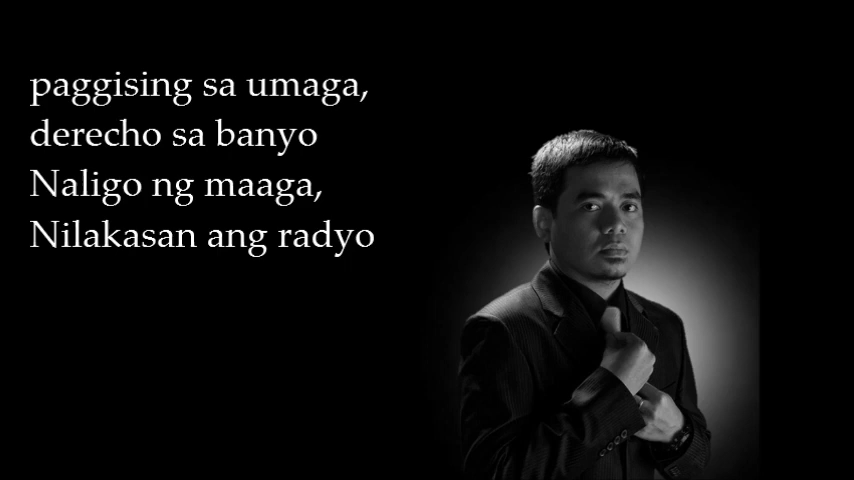 paggising sa umaga,
derecho sa banyo
Naligo ng maaga,
Nilakasan ang radyo